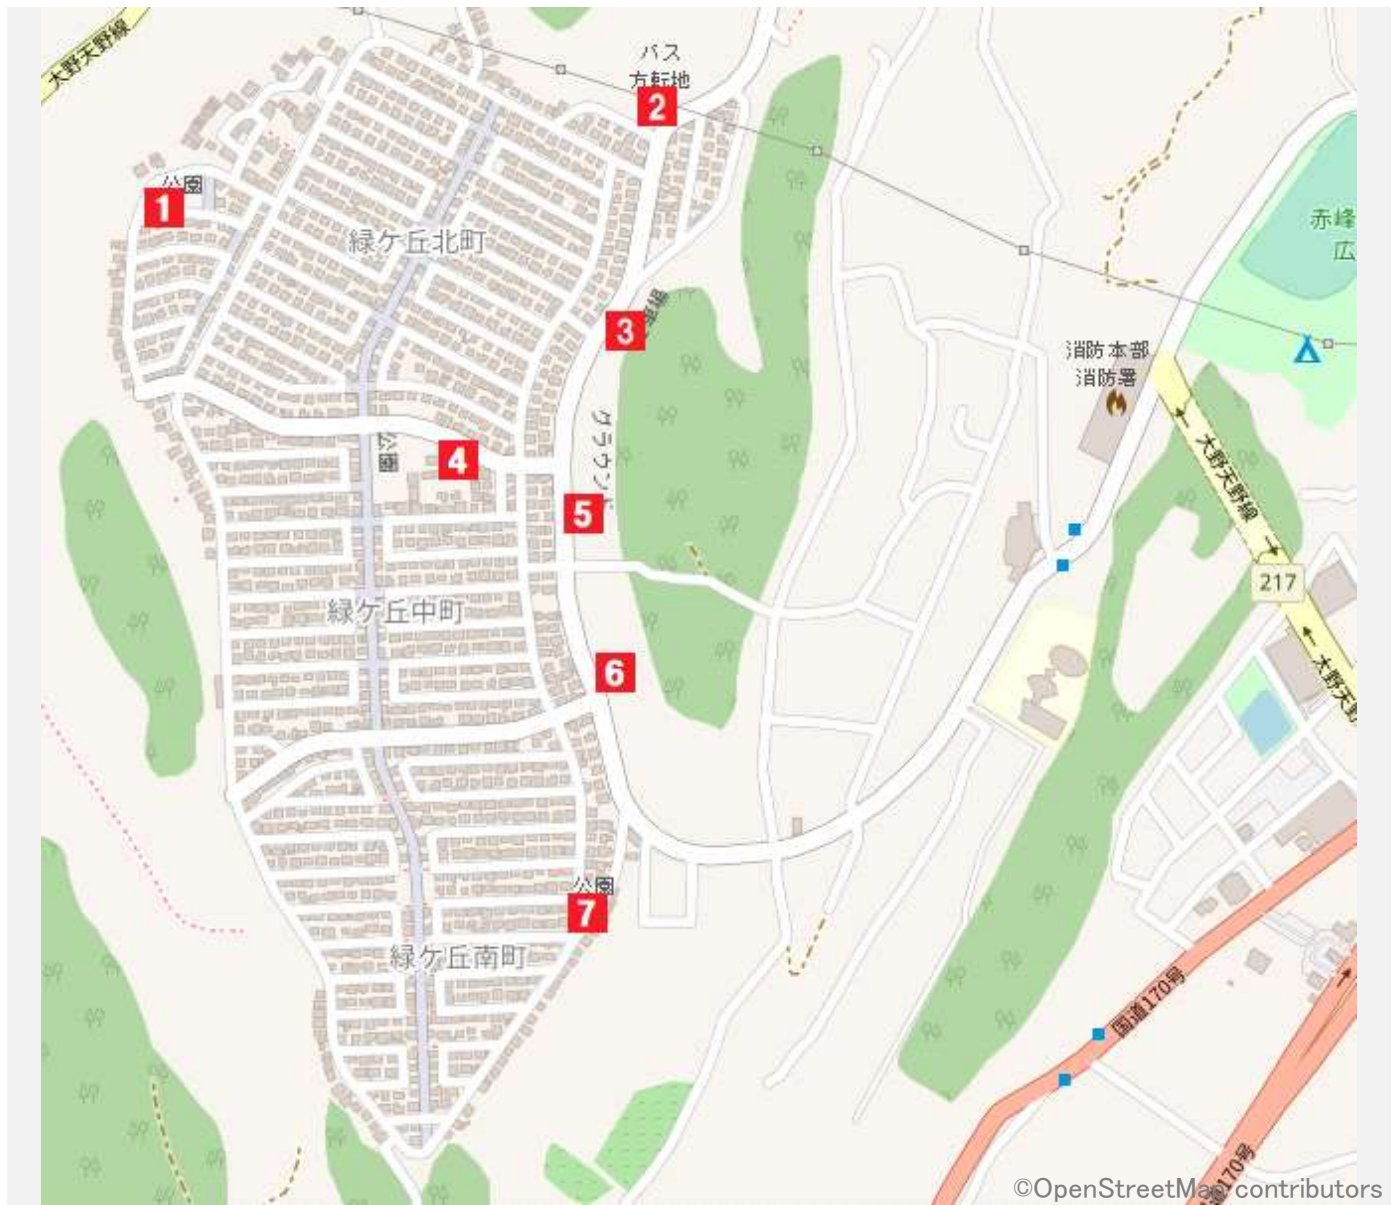 大野天野線
バス
方転地
2
公園
1
緑ケ丘北町
赤峰
広
3
消防本部
消防署
グラウンド
公園
4
大野天野線
5
217
緑ケ丘中町
6
大野天野
公園
7
緑ケ丘南町
国道170号
170号
©OpenStreetMap contributors